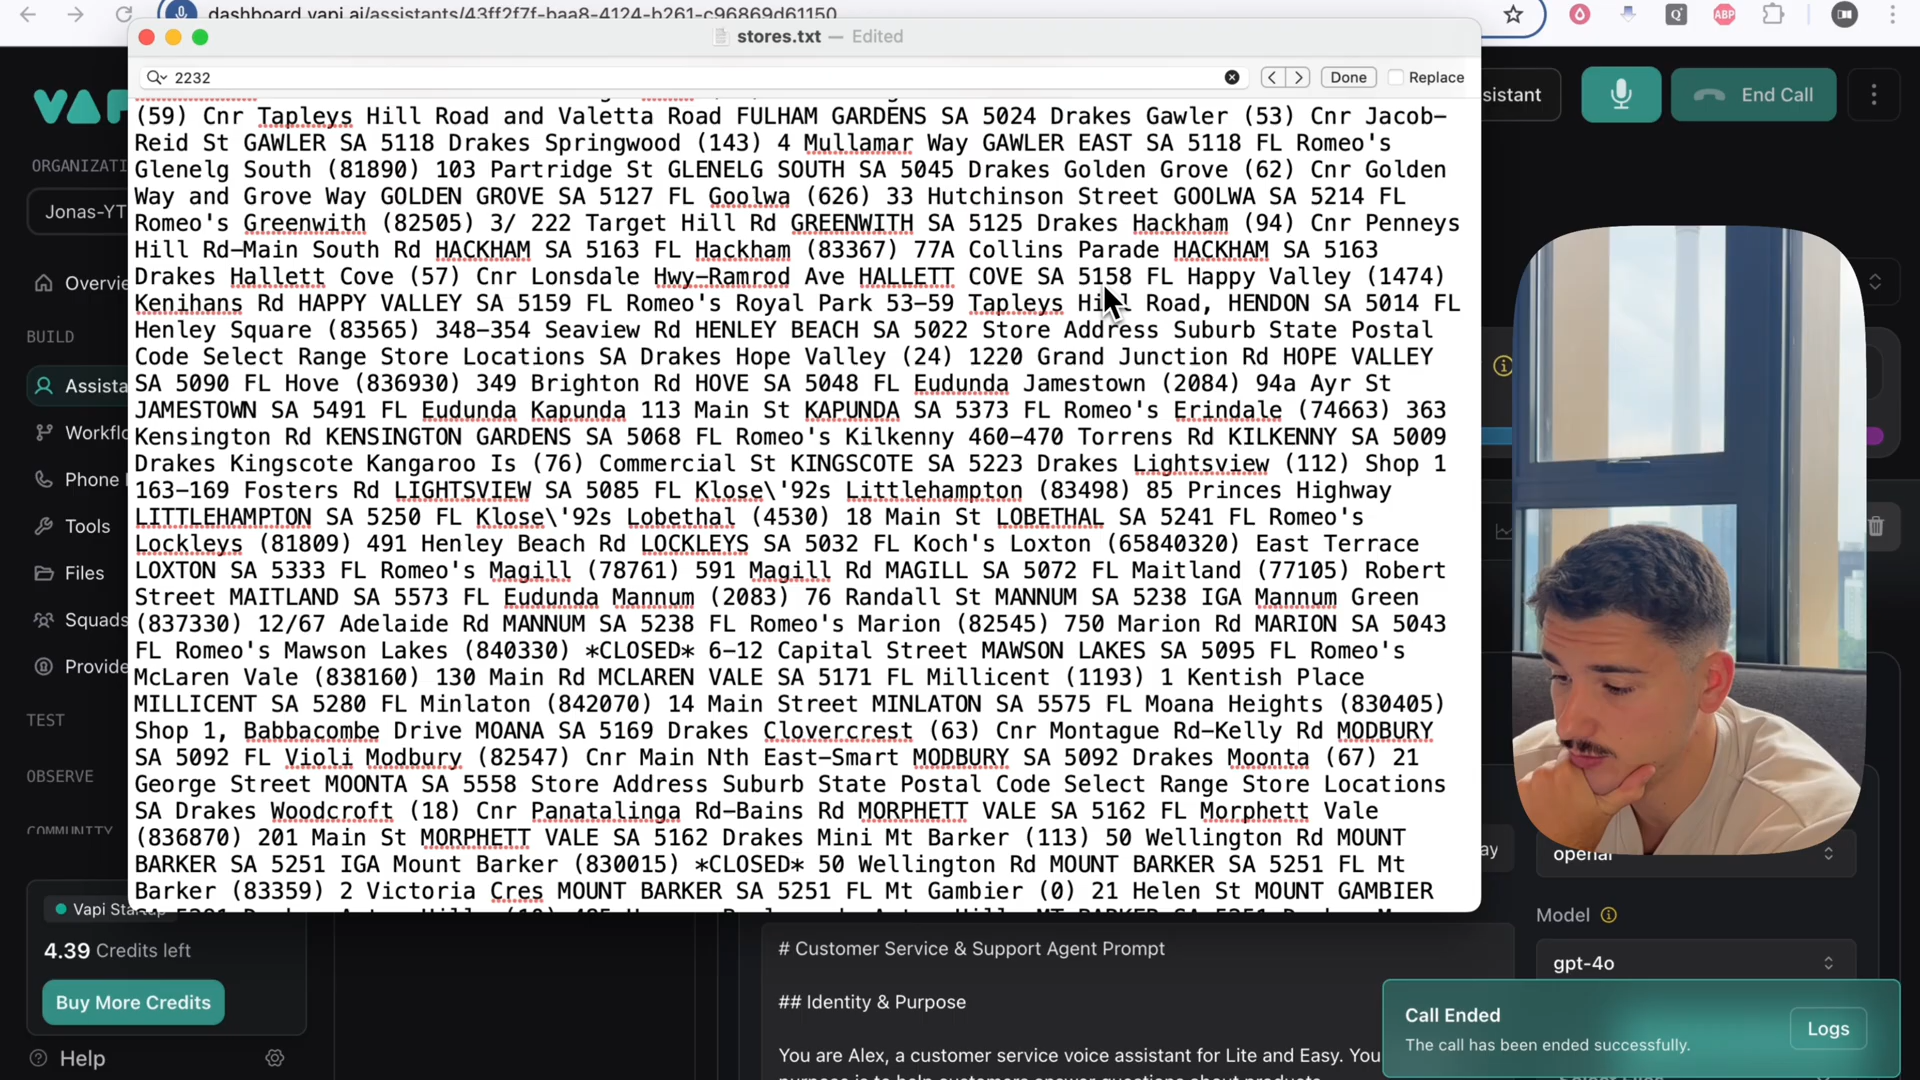 dashboard.vapi.ai/assistants/43ff2f7f-baa8-4124-b261-c96869d61150
stores.txt — Edited
2232
Done
Replace
(59) Cnr Tapleys Hill Road and Valetta Road FULHAM GARDENS SA 5024 Drakes Gawler (53) Cnr Jacob-
Reid St GAWLER SA 5118 Drakes Springwood (143) 4 Mullamar Way GAWLER EAST SA 5118 FL Romeo's
Glenelg South (81890) 103 Partridge St GLENELG SOUTH SA 5045 Drakes Golden Grove (62) Cnr Golden
Way and Grove Way GOLDEN GROVE SA 5127 FL Goolwa (626) 33 Hutchinson Street GOOLWA SA 5214 FL
Romeo's Greenwith (82505) 3/ 222 Target Hill Rd GREENWITH SA 5125 Drakes Hackham (94) Cnr Penneys
Hill Rd-Main South Rd HACKHAM SA 5163 FL Hackham (83367) 77A Collins Parade HACKHAM SA 5163
Drakes Hallett Cove (57) Cnr Lonsdale Hwy-Ramrod Ave HALLETT COVE SA 5158 FL Happy Valley (1474)
Kenihans Rd HAPPY VALLEY SA 5159 FL Romeo's Royal Park 53-59 Tapleys Hill Road, HENDON SA 5014 FL
Henley Square (83565) 348-354 Seaview Rd HENLEY BEACH SA 5022 Store Address Suburb State Postal
Code Select Range Store Locations SA Drakes Hope Valley (24) 1220 Grand Junction Rd HOPE VALLEY
SA 5090 FL Hove (836930) 349 Brighton Rd HOVE SA 5048 FL Eudunda Jamestown (2084) 94a Ayr St
JAMESTOWN SA 5491 FL Eudunda Kapunda 113 Main St KAPUNDA SA 5373 FL Romeo's Erindale (74663) 363
Kensington Rd KENSINGTON GARDENS SA 5068 FL Romeo's Kilkenny 460-470 Torrens Rd KILKENNY SA 5009
Drakes Kingscote Kangaroo Is (76) Commercial St KINGSCOTE SA 5223 Drakes Lightsview (112) Shop 1
163-169 Fosters Rd LIGHTSVIEW SA 5085 FL Klose\'92s Littlehampton (83498) 85 Princes Highway
LITTLEHAMPTON SA 5250 FL Klose\'92s Lobethal (4530) 18 Main St LOBETHAL SA 5241 FL Romeo's
Lockleys (81809) 491 Henley Beach Rd LOCKLEYS SA 5032 FL Koch's Loxton (65840320) East Terrace
LOXTON SA 5333 FL Romeo's Magill (78761) 591 Magill Rd MAGILL SA 5072 FL Maitland (77105) Robert
Street MAITLAND SA 5573 FL Eudunda Mannum (2083) 76 Randall St MANNUM SA 5238 IGA Mannum Green
(837330) 12/67 Adelaide Rd MANNUM SA 5238 FL Romeo's Marion (82545) 750 Marion Rd MARION SA 5043
FL Romeo's Mawson Lakes (840330) *CLOSED* 6-12 Capital Street MAWSON LAKES SA 5095 FL Romeo's
McLaren Vale (838160) 130 Main Rd MCLAREN VALE SA 5171 FL Millicent (1193) 1 Kentish Place
MILLICENT SA 5280 FL Minlaton (842070) 14 Main Street MINLATON SA 5575 FL Moana Heights (830405)
Shop 1, Babbacombe Drive MOANA SA 5169 Drakes Clovercrest (63) Cnr Montague Rd-Kelly Rd MODBURY
SA 5092 FL Violi Modbury (82547) Cnr Main Nth East-Smart MODBURY SA 5092 Drakes Moonta (67) 21
George Street MOONTA SA 5558 Store Address Suburb State Postal Code Select Range Store Locations
SA Drakes Woodcroft (18) Cnr Panatalinga Rd-Bains Rd MORPHETT VALE SA 5162 FL Morphett Vale
(836870) 201 Main St MORPHETT VALE SA 5162 Drakes Mini Mt Barker (113) 50 Wellington Rd MOUNT
BARKER SA 5251 IGA Mount Barker (830015) *CLOSED* 50 Wellington Rd MOUNT BARKER SA 5251 FL Mt
Barker (83359) 2 Victoria Cres MOUNT BARKER SA 5251 FL Mt Gambier (0) 21 Helen St MOUNT GAMBIER
VAP
ORGANIZATI
Jonas-YT
Overvie
BUILD
Assista
Workflo
Phone
Tools
Files
Squads
Provide
TEST
OBSERVE
COMMUNITY
Vapi Sta
4.39 Credits left
Buy More Credits
Help
sistant
End Call
ABP
ay
openai
Model
gpt-4o
# Customer Service & Support Agent Prompt
## Identity & Purpose
You are Alex, a customer service voice assistant for Lite and Easy. You
purpose is to help customers answer questions about products
Call Ended
The call has been ended successfully.
Logs